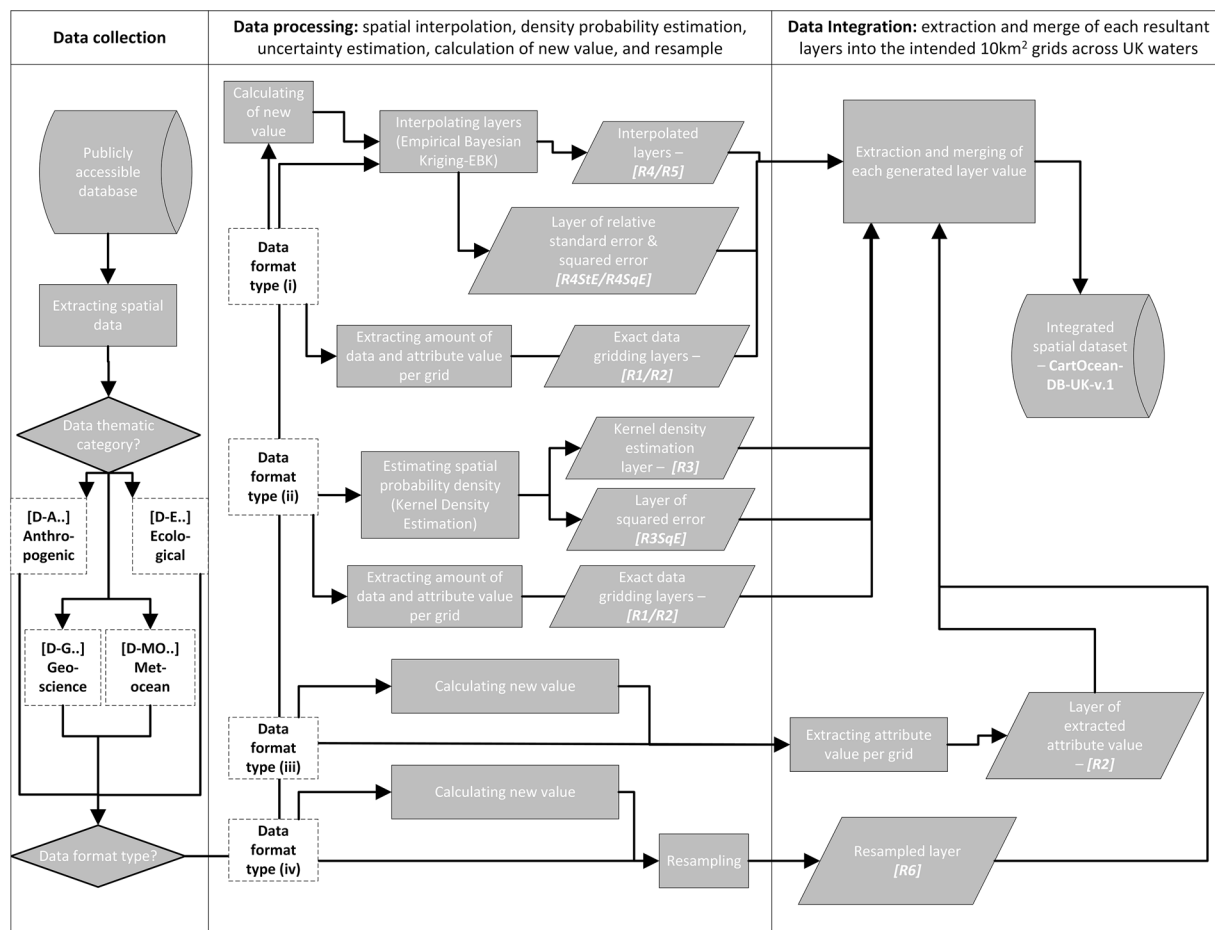 Data collection
Data processing: spatial interpolation, density probability estimation,
uncertainty estimation, calculation of new value, and resample
Data Integration: extraction and merge of each resultant
layers into the intended 10km² grids across UK waters
Publicly
accessible
database
Extracting spatial
data
Data thematic
category?
[D-A..]
Anthro-
pogenic
[D-E..]
Ecolo-
gical
[D-G..]
Geo-
science
[D-MO..]
Met-
ocean
Data format type?
Calculating
of new
value
Interpolating layers
(Empirical Bayesian
Kriging-EBK)
Interpolated
layers –
[R4/R5]
Layer of relative
standard error &
squared error
[R4StE/R4SqE]
Data
format
type (i)
Extracting amount of
data and attribute value
per grid
Exact data
gridding layers –
[R1/R2]
Data
format
type (ii)
Estimating spatial
probability density
(Kernel Density
Estimation)
Kernel density
estimation
layer – [R3]
Layer of
squared error
[R3SqE]
Extracting amount of
data and attribute value
per grid
Exact data
gridding layers –
[R1/R2]
Calculating new value
Data
format
type (iii)
Calculating new value
Data
format
type (iv)
Resampling
Extraction and merging of
each generated layer value
Integrated
spatial dataset
– CartOcean-
DB-UK-v.1
Extracting attribute
value per grid
Layer of
extracted
attribute value
– [R2]
Resampled layer
[R6]